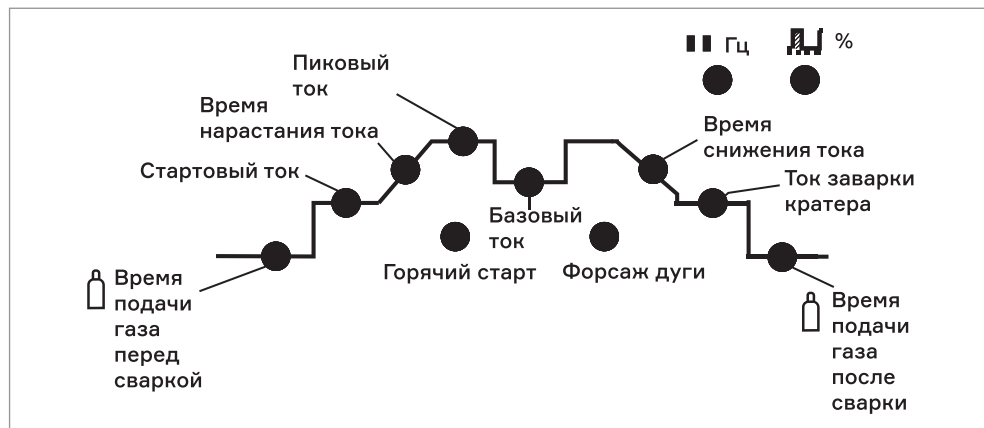 Гц
%
Пиковый
ток
Время
нарастания тока
Стартовый ток
Время
снижения тока
Ток заварки
кратера
Базовый
ток
Горячий старт
Форсаж дуги
Время
подачи
газа
перед
сваркой
Время
подачи
газа
после
сварки